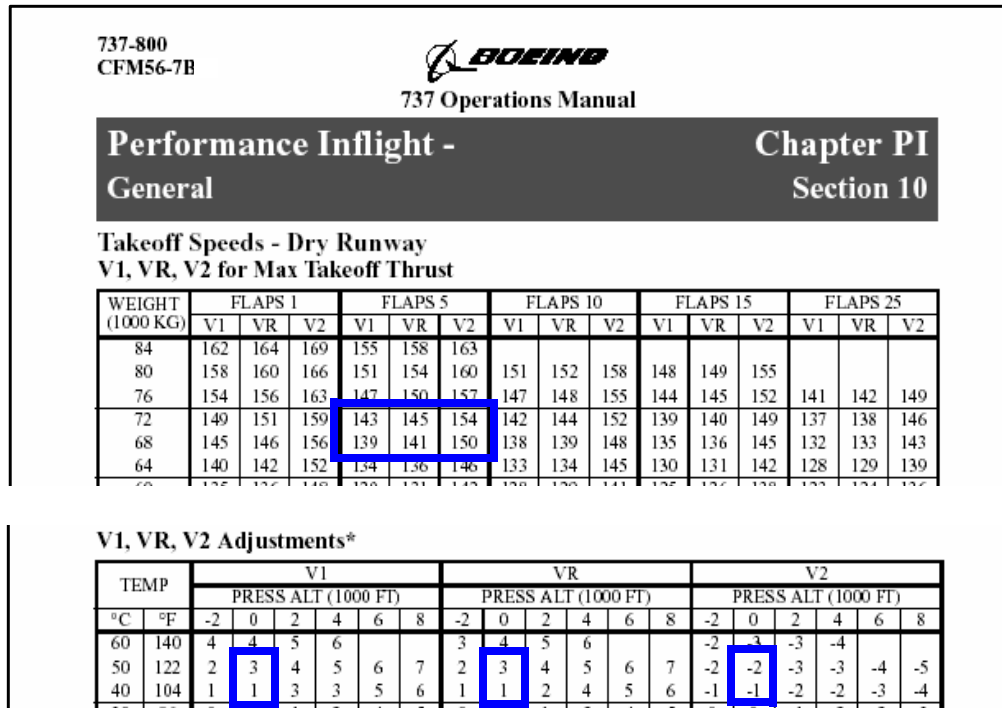 737-800
CFM56-7B
BOEING
737 Operations Manual
Performance Inflight - Chapter PI
General Section 10
Takeoff Speeds - Dry Runway
V1, VR, V2 for Max Takeoff Thrust
WEIGHT FLAPS 1 FLAPS 5 FLAPS 10 FLAPS 15 FLAPS 25
(1000 KG) V1 VR V2 V1 VR V2 V1 VR V2 V1 VR V2 V1 VR V2
84 162 164 169 155 158 163
80 158 160 166 151 154 160 151 152 158 148 149 155
76 154 156 163 147 150 157 147 148 155 144 145 152 141 142 149
72 149 151 159 143 145 154 142 144 152 139 140 149 137 138 146
68 145 146 156 139 141 150 138 139 148 135 136 145 132 133 143
64 140 142 152 134 136 146 133 134 145 130 131 142 128 129 139
V1, VR, V2 Adjustments*
TEMP V1 VR V2
PRESS ALT (1000 FT) PRESS ALT (1000 FT) PRESS ALT (1000 FT)
°C °F -2 0 2 4 6 8 -2 0 2 4 6 8 -2 0 2 4 6 8
60 140 4 4 5 6 3 4 5 6 -2 -3 -3 -4
50 122 2 3 4 5 6 7 2 3 4 5 6 7 -2 -2 -3 -3 -4 -5
40 104 1 1 3 3 5 6 1 1 2 4 5 6 -1 -1 -2 -2 -3 -4